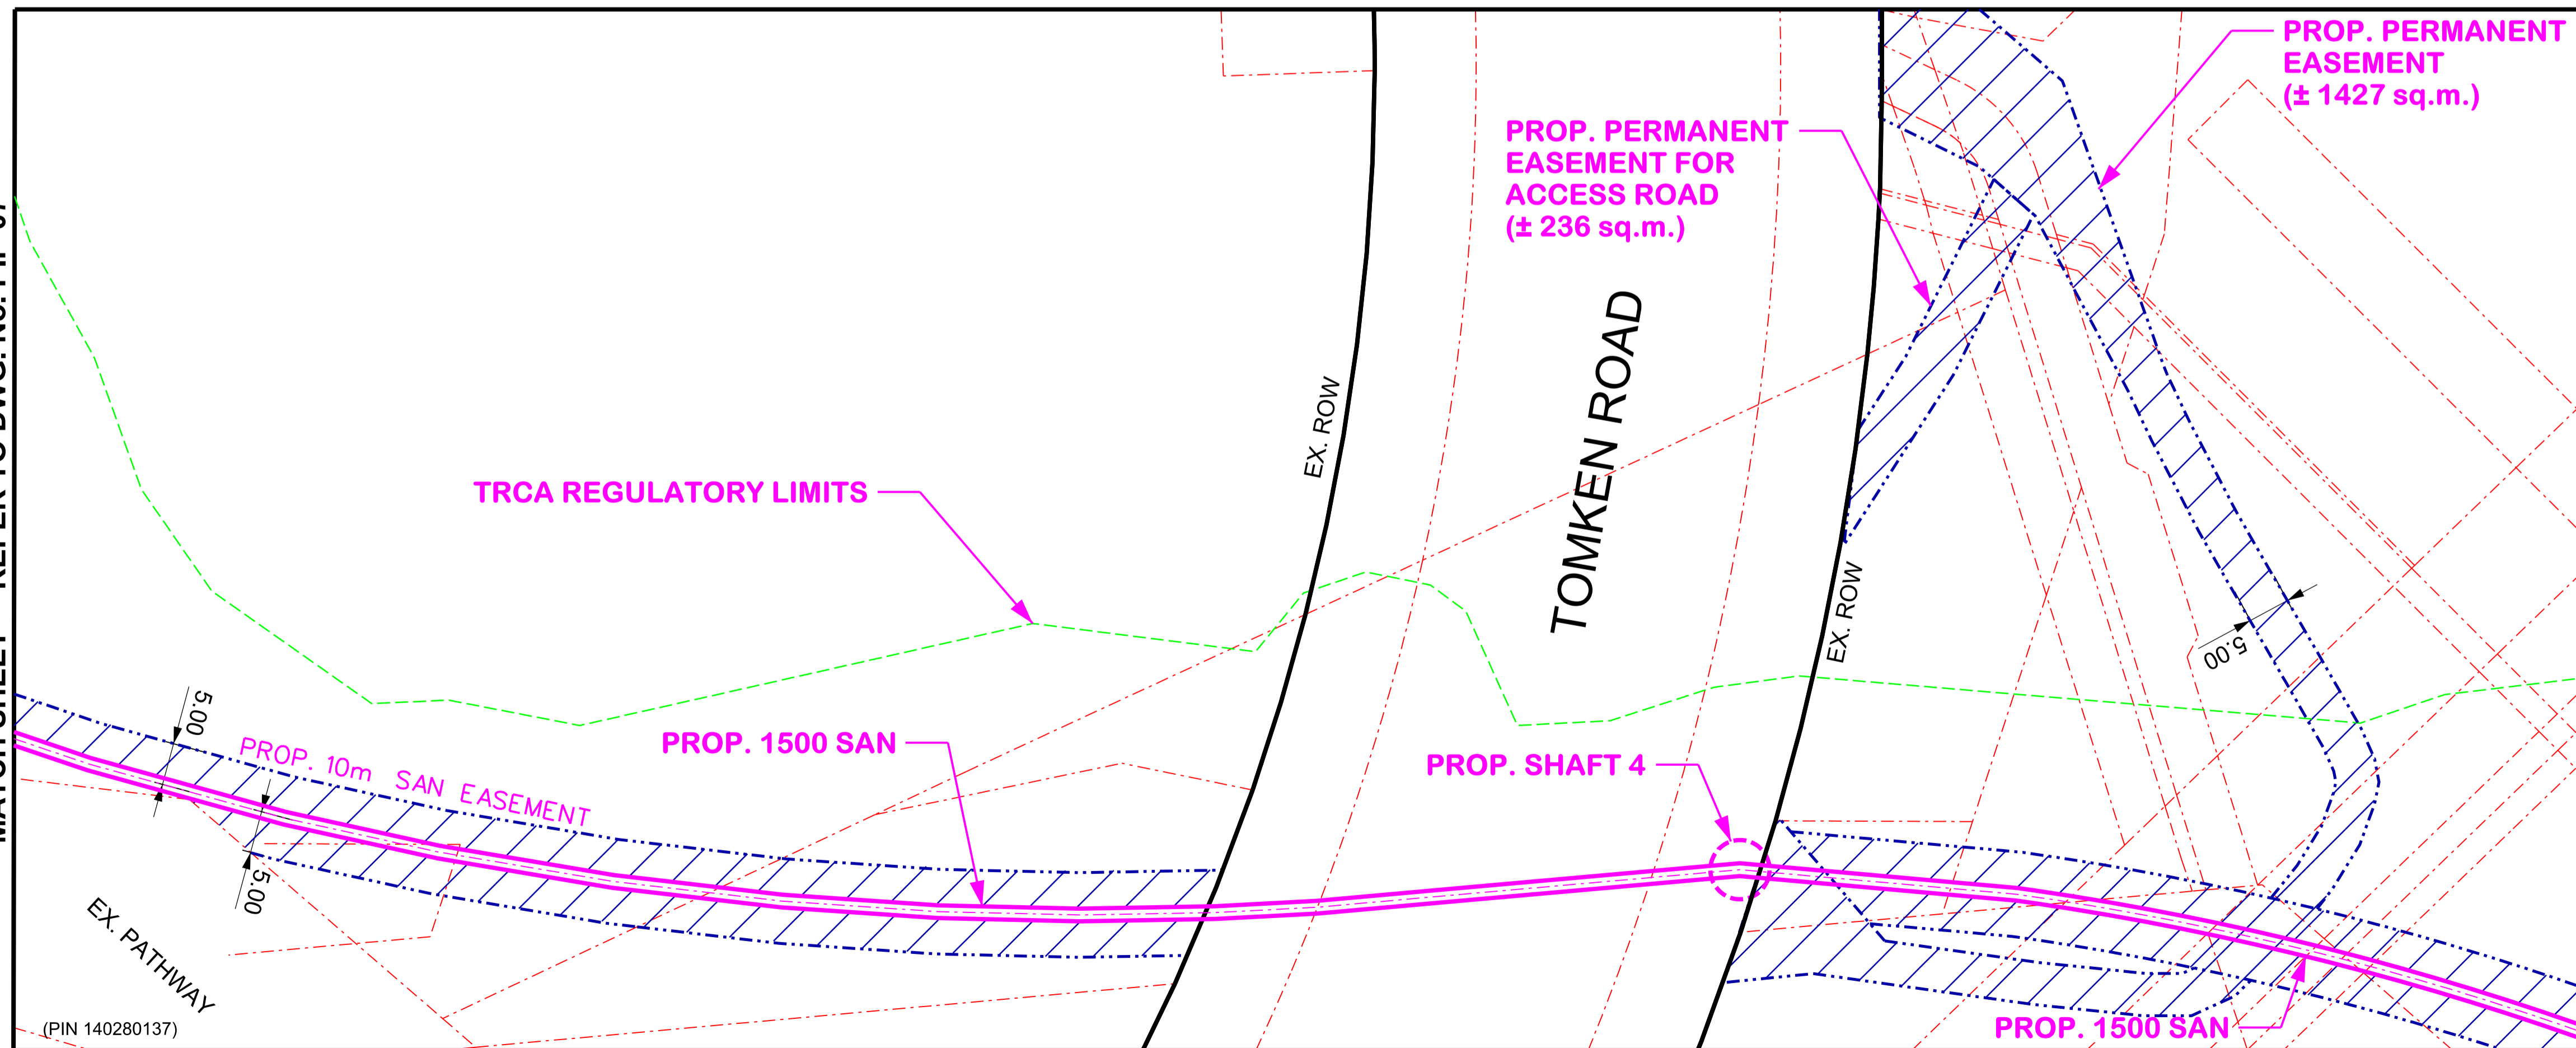 PROP. PERMANENT
EASEMENT
(± 1427 sq.m.)
PROP. PERMANENT
EASEMENT FOR
ACCESS ROAD
(± 236 sq.m.)
TOMKEN ROAD
EX. ROW
EX. ROW
TRCA REGULATORY LIMITS
5.00
5.00
PROP. 10m SAN EASEMENT
PROP. 1500 SAN
PROP. SHAFT 4
5.00
EX. PATHWAY
(PIN 140280137)
PROP. 1500 SAN